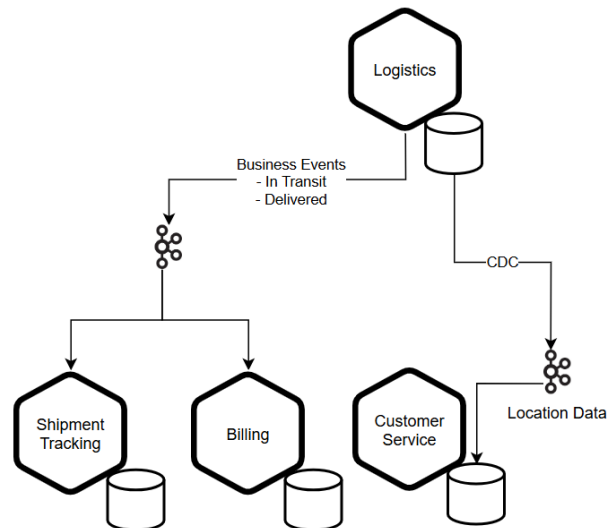 Logistics
Business Events
- In Transit
- Delivered
CDC
Shipment
Tracking
Billing
Customer
Service
Location Data